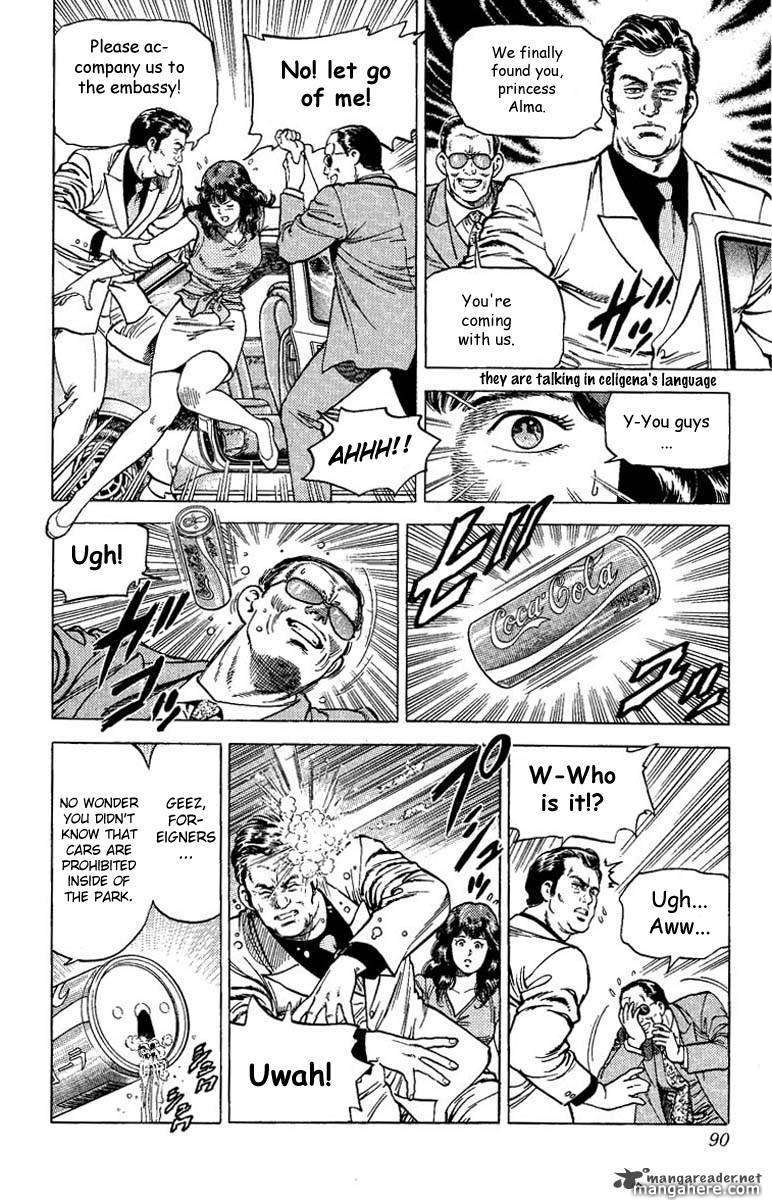 We finally
found you,
princess
Alma.
You're
coming
with us.
they are talking in celigena's language
Please ac-
company us to
the embassy!
No! let go
of me!
AHHH!!
Y-You guys
...
Coca-Cola
Ugh!
W-Who
is it!?
Ugh...
Aww...
Uwah!
GEEZ,
FOR-
EIGNERS
...
NO WONDER
YOU DIDN'T
KNOW THAT
CARS ARE
PROHIBITED
INSIDE OF
THE PARK.
90
mangareader.net
mangahere.com